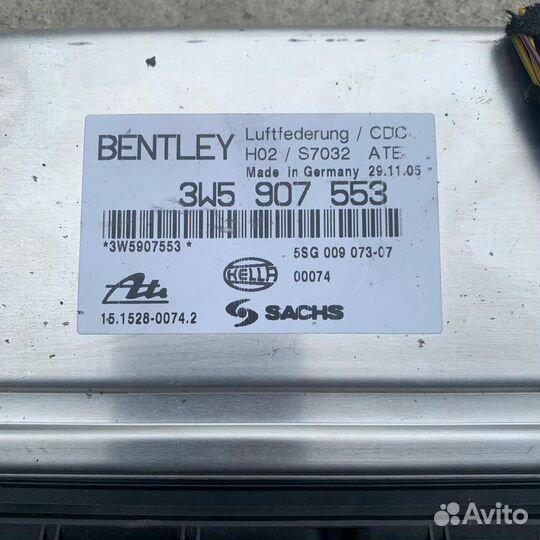 BENTLEY Luftfederung / CDC
H02 / S7032 ATE
Made in Germany 29.11.05
3W5 907 553
*3W5907553*
5SG 009 073-07
00074
HELLA
Ate
15.1528-0074.2
SACHS
Avito